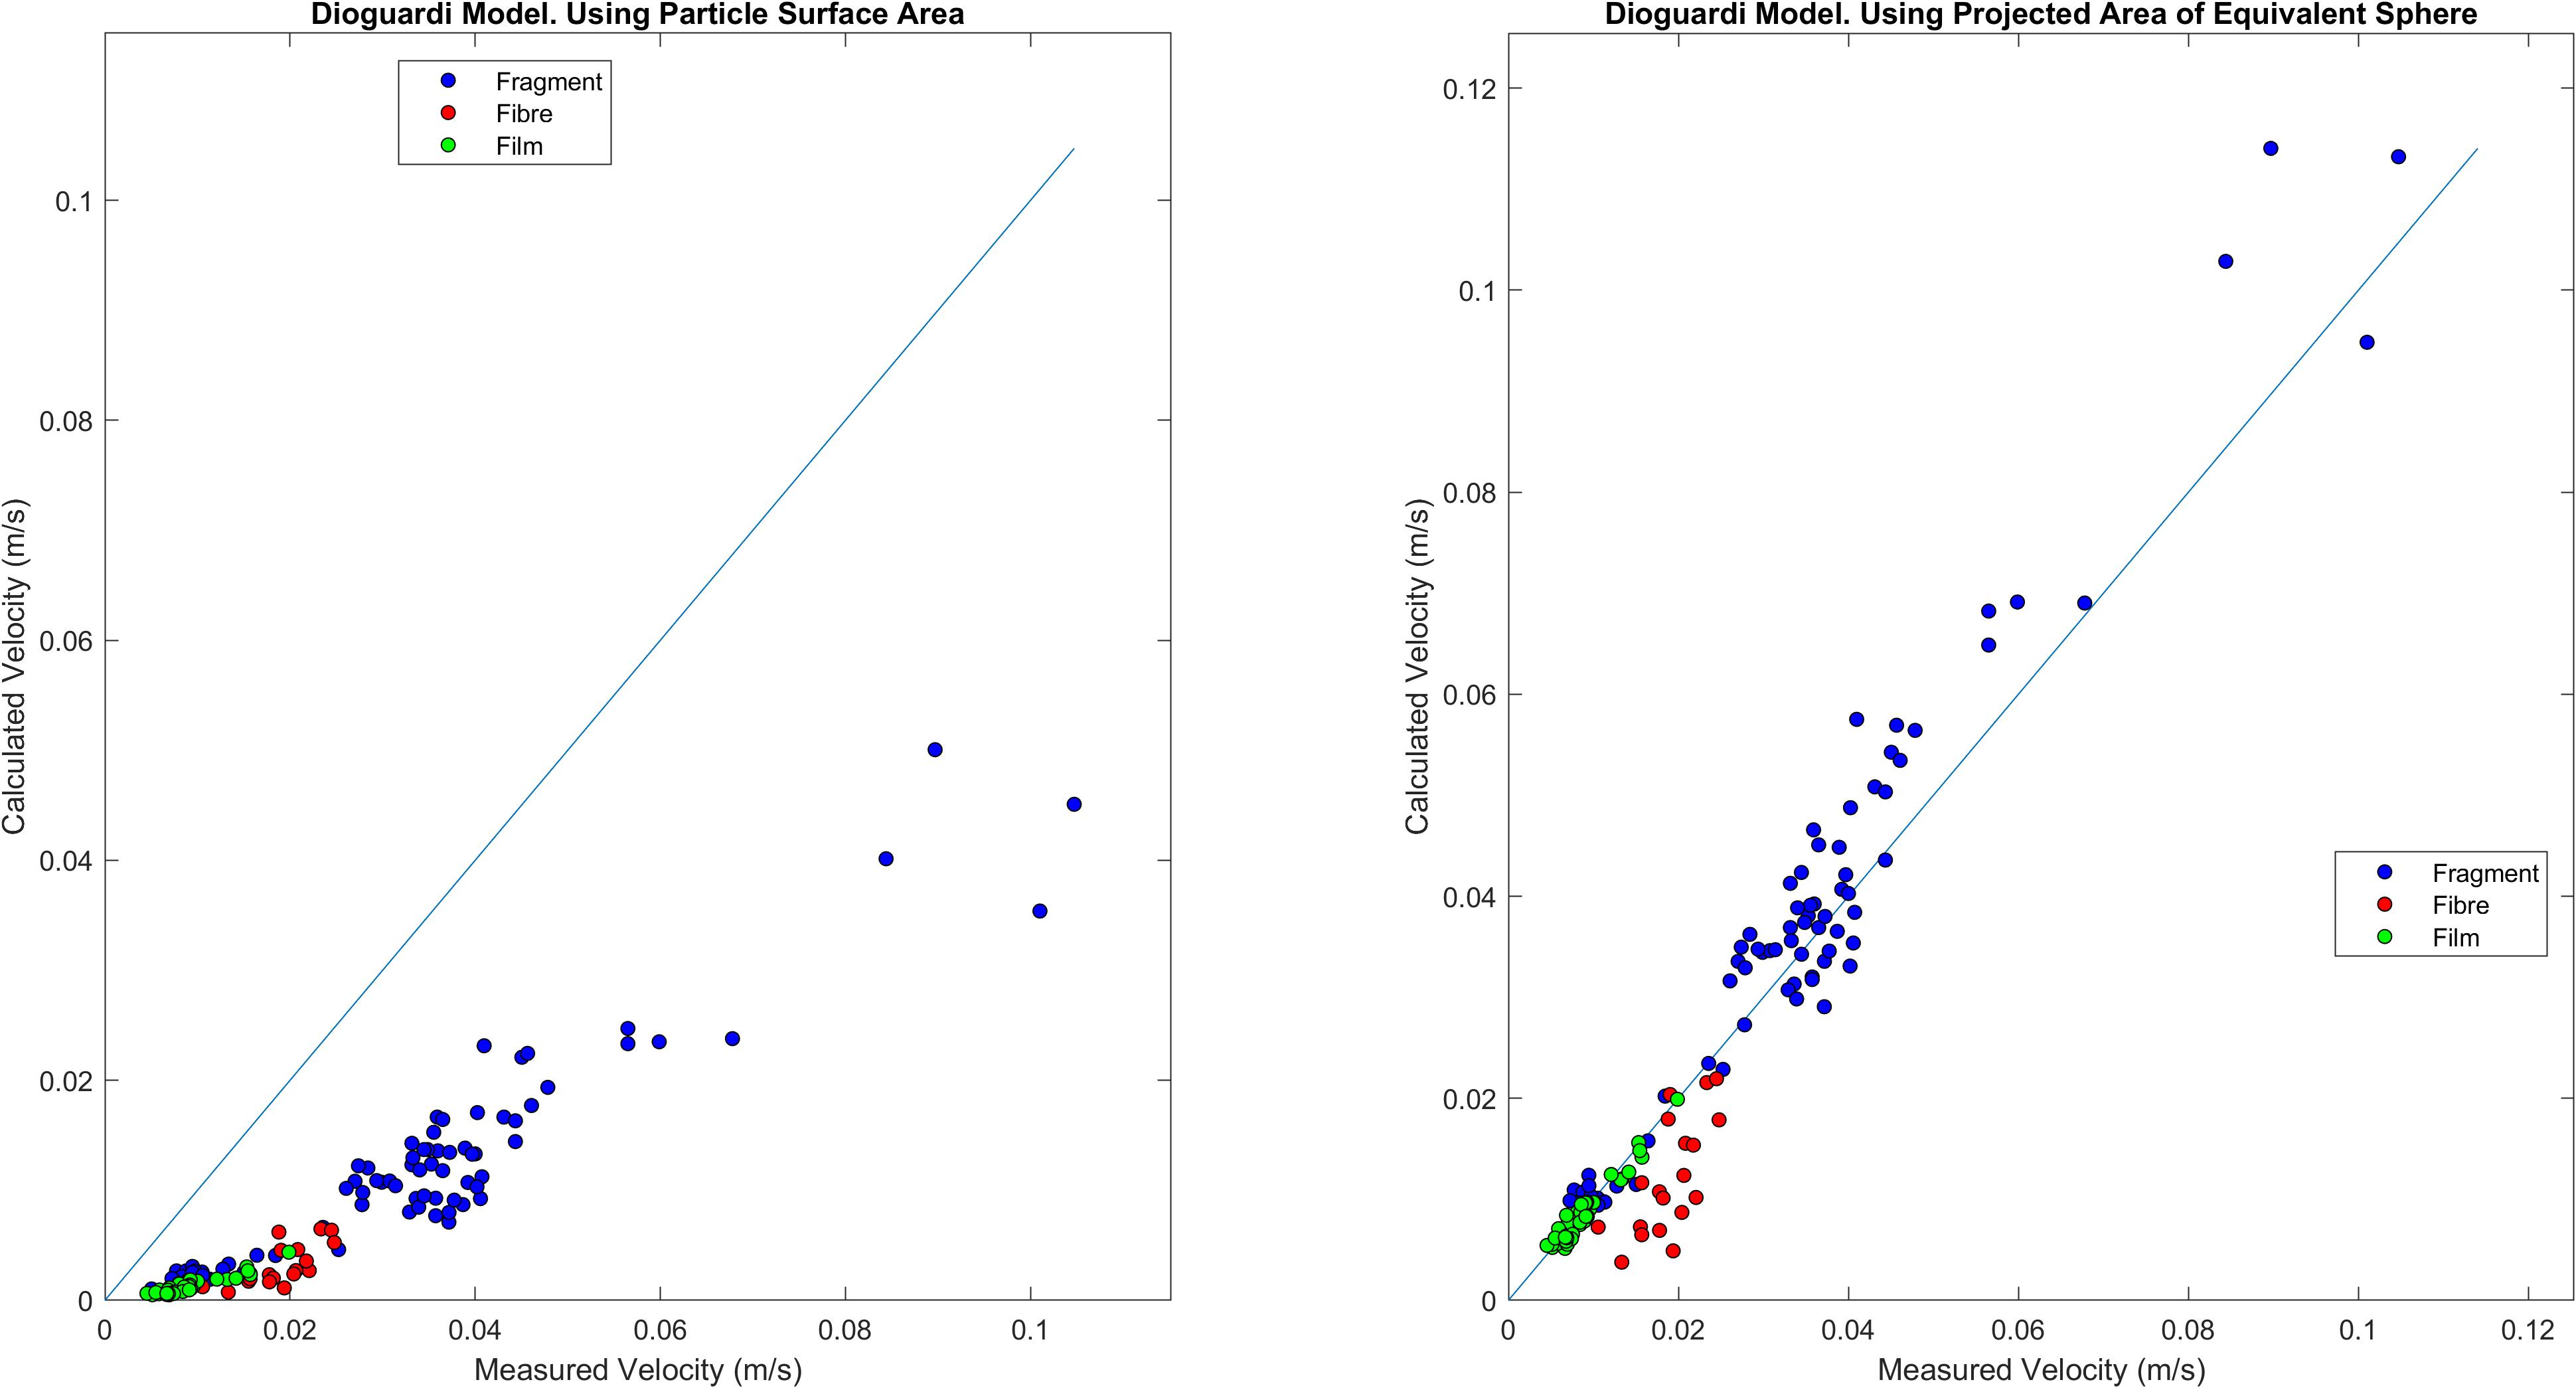 Dioguardi Model. Using Particle Surface Area
Fragment
Fibre
Film
0.1
0.08
0.06
0.04
0.02
0
Calculated Velocity (m/s)
0 0.02 0.04 0.06 0.08 0.1
Measured Velocity (m/s)
Dioguardi Model. Using Projected Area of Equivalent Sphere
0.12
0.1
0.08
0.06
0.04
0.02
0
Calculated Velocity (m/s)
Fragment
Fibre
Film
0 0.02 0.04 0.06 0.08 0.1 0.12
Measured Velocity (m/s)